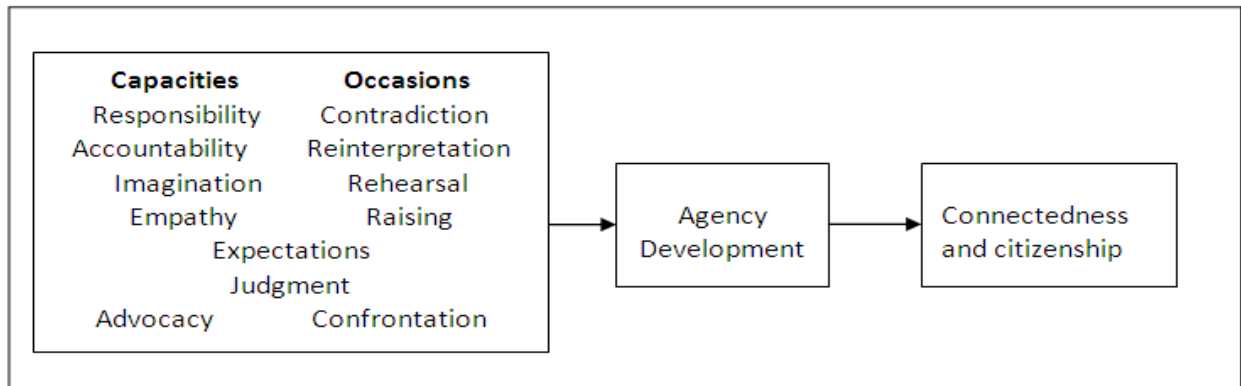 Capacities Occasions
Responsibility Contradiction
Accountability Reinterpretation
Imagination Rehearsal
Empathy Raising
Expectations
Judgment
Advocacy Confrontation
Agency
Development
Connectedness
and citizenship